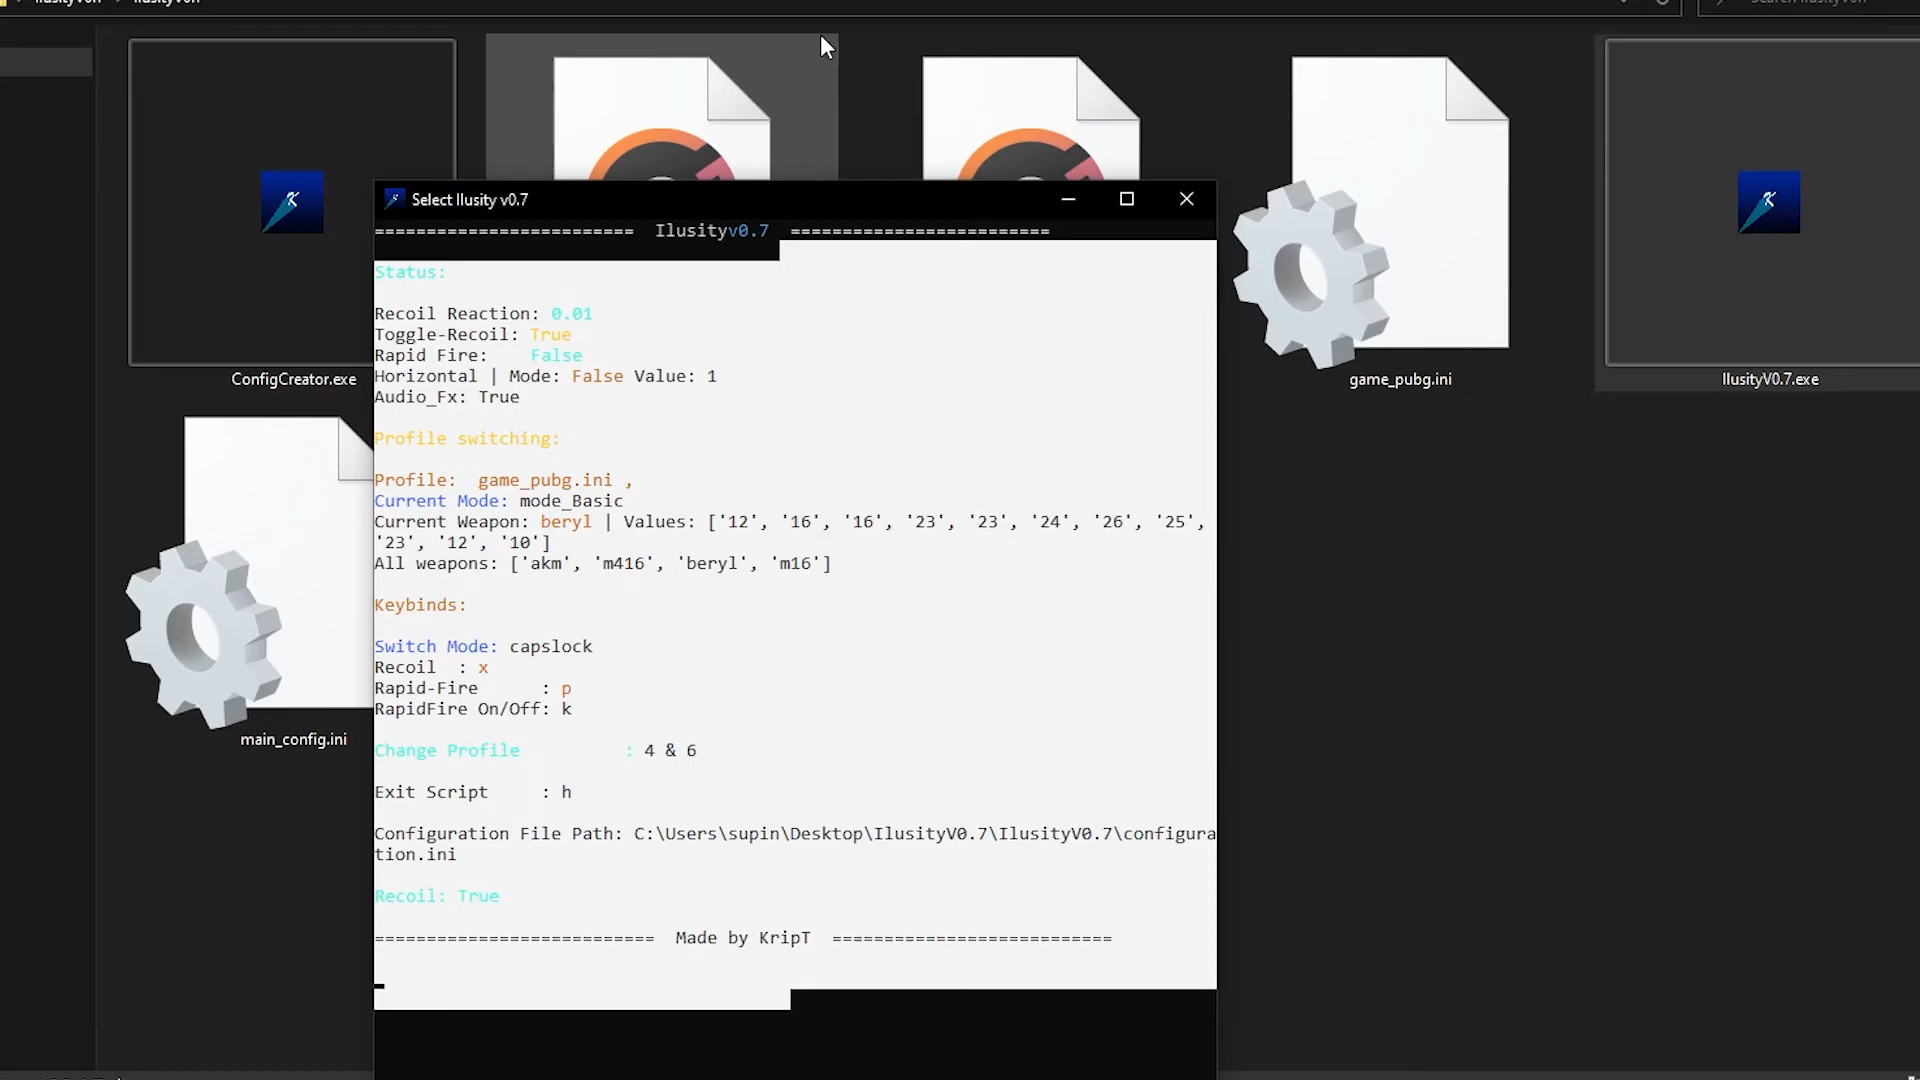 Select Ilusity v0.7
========================= Ilusityv0.7 =========================
Status:
Recoil Reaction: 0.01
Toggle-Recoil: True
Rapid Fire: False
Horizontal | Mode: False Value: 1
Audio_Fx: True
Profile switching:
Profile: game_pubg.ini ,
Current Mode: mode_Basic
Current Weapon: beryl | Values: ['12', '16', '16', '23', '23', '24', '26', '25',
'23', '12', '10']
All weapons: ['akm', 'm416', 'beryl', 'm16']
Keybinds:
Switch Mode: capslock
Recoil : x
Rapid-Fire : p
RapidFire On/Off: k
Change Profile : 4 & 6
Exit Script : h
Configuration File Path: C:\Users\supin\Desktop\IlusityV0.7\IlusityV0.7\configura
tion.ini
Recoil: True
=========================== Made by KripT ===========================
ConfigCreator.exe
game_pubg.ini
IlusityV0.7.exe
main_config.ini